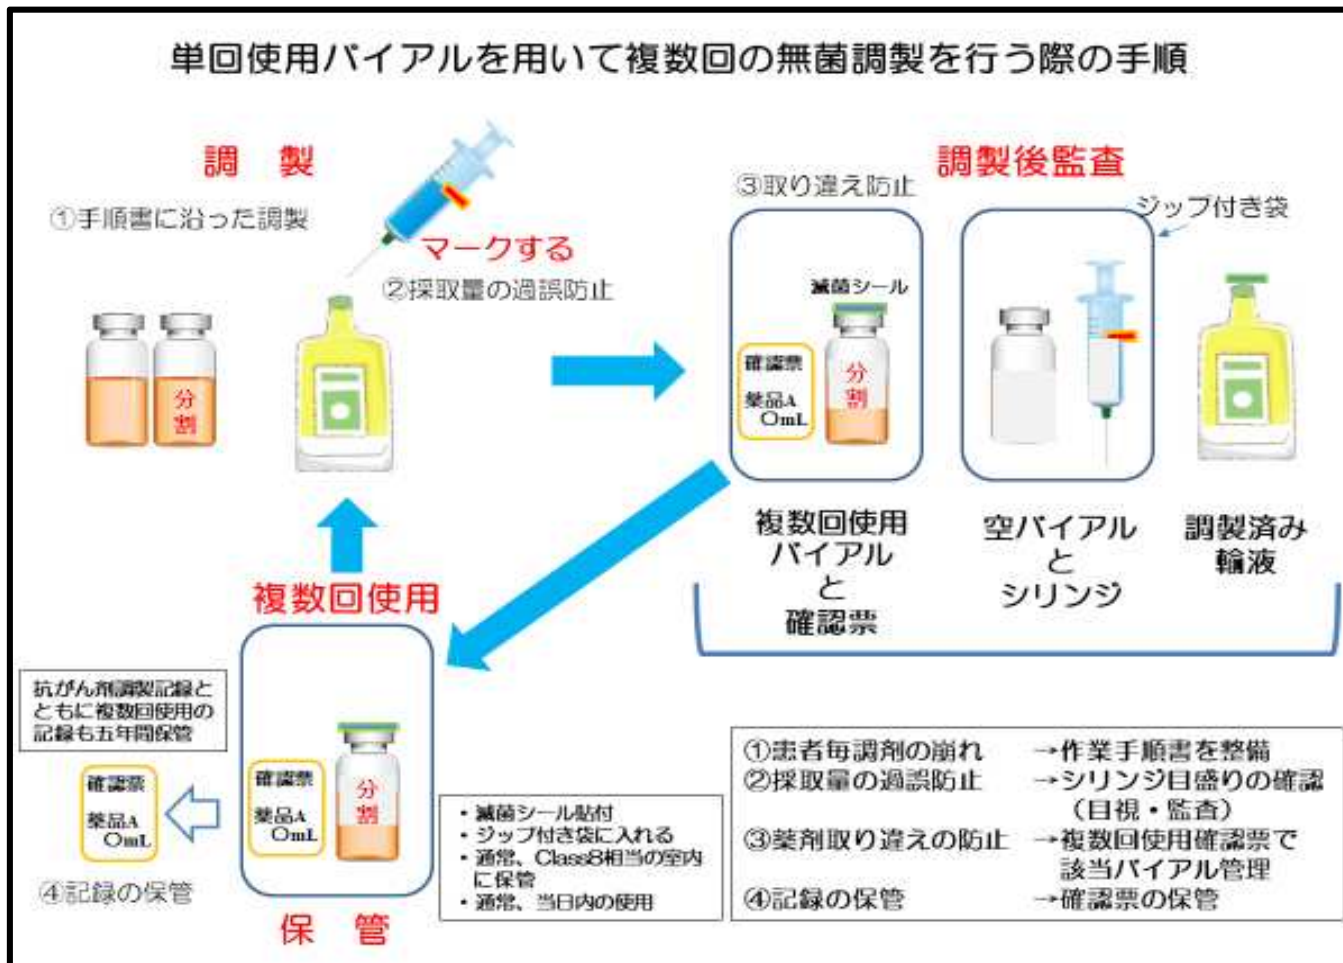 単回使用バイアルを用いて複数回の無菌調製を行う際の手順
調 製
①手順書に沿った調製
マークする
②採取量の過誤防止
分割
③取り違え防止
調製後監査
ジップ付き袋
滅菌シール
確認票
薬品A
〇mL
分割
複数回使用
バイアル
と
確認票
空バイアル
と
シリンジ
調製済み
輸液
複数回使用
抗がん剤調製記録と
ともに複数回使用の
記録も五年間保管
確認票
薬品A
〇mL
④記録の保管
確認票
薬品A
〇mL
分割
保 管
・滅菌シール貼付
・ジップ付き袋に入れる
・通常、Class8相当の室内
に保管
・通常、当日内の使用
①患者毎調剤の崩れ →作業手順書を整備
②採取量の過誤防止 →シリンジ目盛りの確認
（目視・監査）
③薬剤取り違えの防止 →複数回使用確認票で
該当バイアル管理
④記録の保管 →確認票の保管